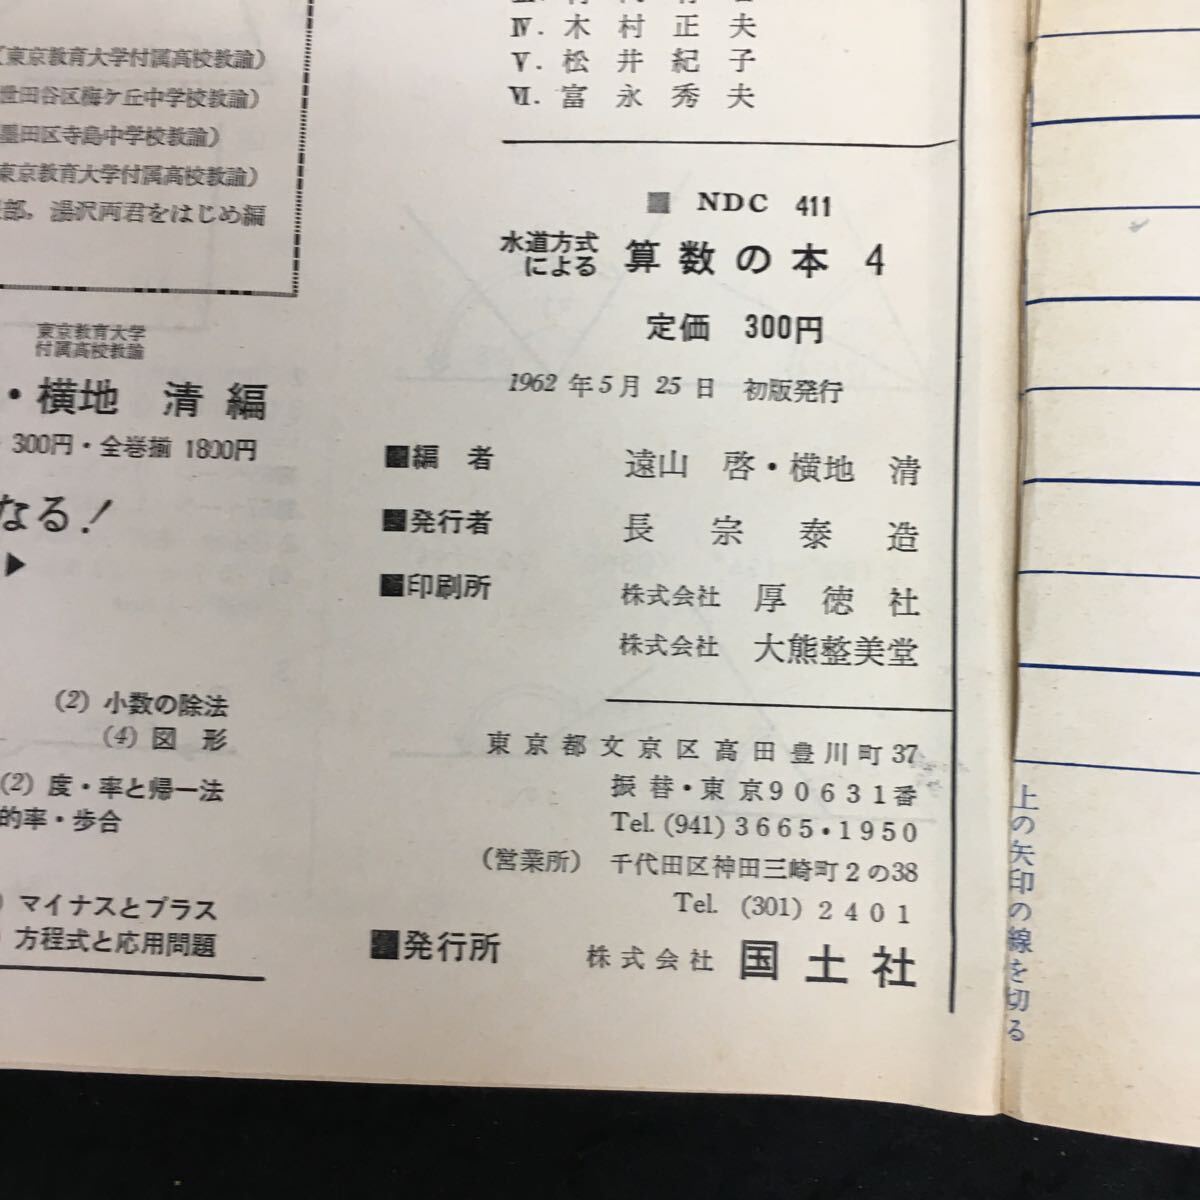 (東京教育大学付属高校教諭)
世田谷区梅ケ丘中学校教諭)
墨田区寺島中学校教諭)
東京教育大学付属高校教諭)
部，湯沢両君をはじめ編
東京教育大学
付属高校教諭
・横地 清 編
300円・全巻揃 1800円
なる！
▶
(2) 小数の除法
(4) 図 形
(2) 度・率と帰一法
的率・歩合
) マイナスとプラス
) 方程式と応用問題
Ⅳ. 木村正夫
Ⅴ. 松井紀子
Ⅵ. 富永秀夫
■ NDC 411
水道方式
による 算数の本 4
定価 300円
1962年5月25日 初版発行
■編 者 遠山 啓・横地 清
■発行者 長宗泰造
■印刷所 株式会社 厚徳社
株式会社 大熊整美堂
東京都文京区高田豊川町37
振替・東京90631番
Tel. (941) 3665・1950
(営業所) 千代田区神田三崎町2の38
Tel. (301) 2401
■発行所 株式会社 国土社
上の矢印の線を切る